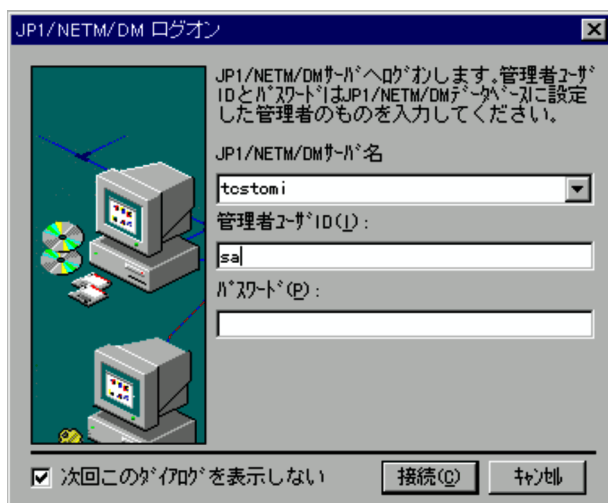 JP1/NETM/DM ログオン
JP1/NETM/DMｻｰﾊﾞへﾛｸﾞｵﾝします｡管理者ﾕｰｻﾞ
IDとﾊﾟｽﾜｰﾄﾞはJP1/NETM/DMﾃﾞｰﾀﾍﾞｰｽに設定
した管理者のものを入力してください｡
JP1/NETM/DMｻｰﾊﾞ名
tcstomi
管理者ﾕｰｻﾞID(I):
sa
ﾊﾟｽﾜｰﾄﾞ(P):
次回このﾀﾞｲｱﾛｸﾞを表示しない
接続(C)
ｷｬﾝｾﾙ